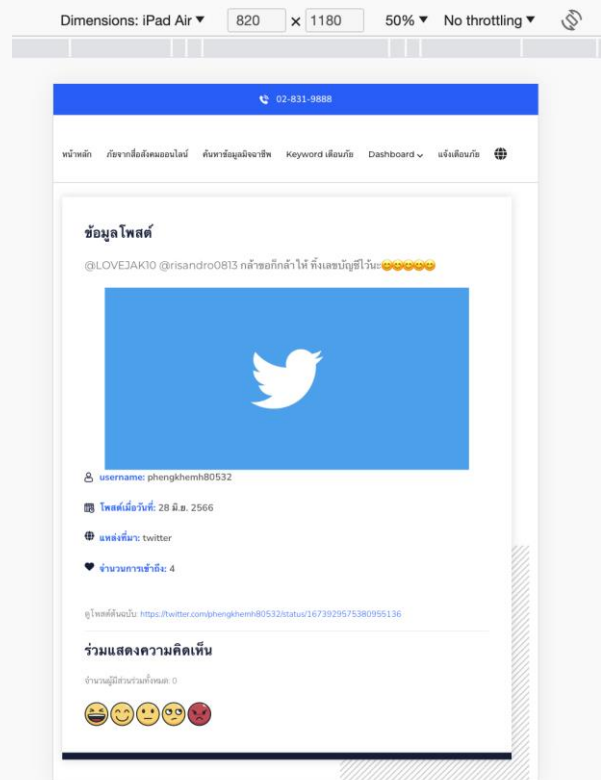 Dimensions: iPad Air ▼ 820 × 1180 50% ▼ No throttling ▼
02-831-9888
หน้าหลัก ภัยจากสื่อสังคมออนไลน์ ค้นหาข้อมูลมิจฉาชีพ Keyword เตือนภัย Dashboard แจ้งเตือนภัย
ข้อมูลโพสต์
@LOVEJAK10 @risandro0813 กล้าขอก็กล้าให้ ทิ้งเลขบัญชีไว้นะ😊😊😊😊😊
username: phengkhemh80532
โพสต์เมื่อวันที่: 28 มิ.ย. 2566
แหล่งที่มา: twitter
จำนวนการเข้าถึง: 4
ดูโพสต์ต้นฉบับ: https://twitter.com/phengkhemh80532/status/1673929575380955136
ร่วมแสดงความคิดเห็น
จำนวนผู้มีส่วนร่วมทั้งหมด: 0